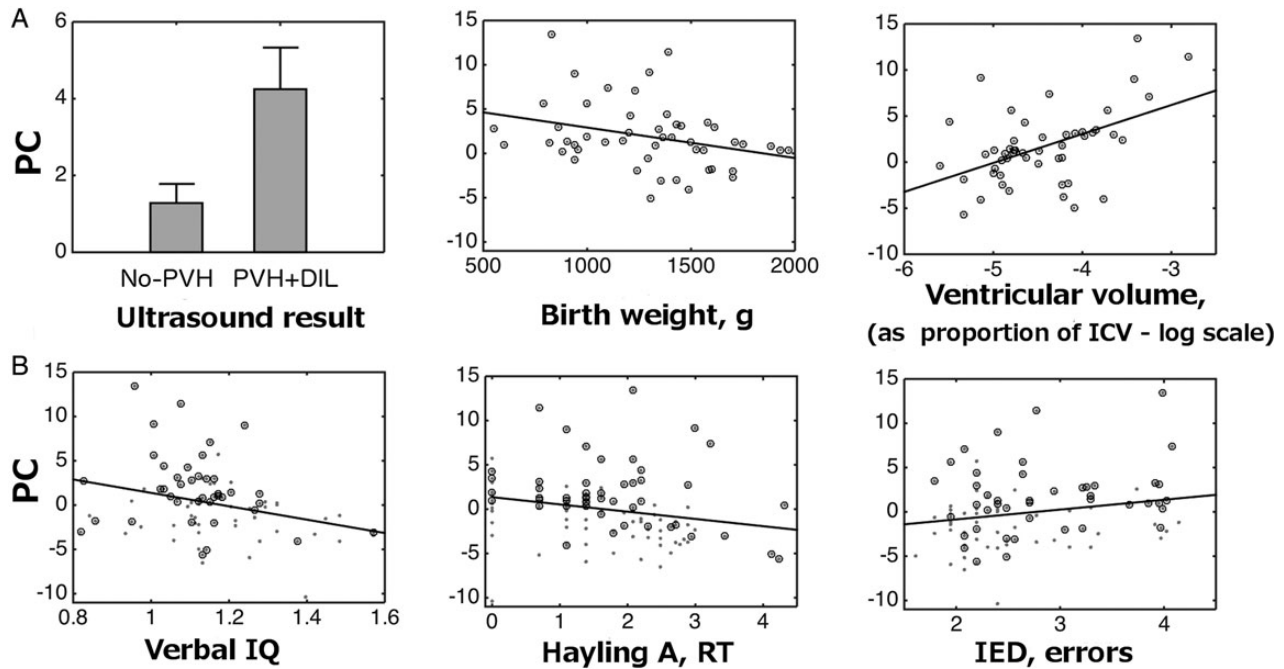 A
PC
6
4
2
0
No-PVH PVH+DIL
Ultrasound result
15
10
5
0
-5
-10
500 1000 1500 2000
Birth weight, g
15
10
5
0
-5
-10
-6 -5 -4 -3
Ventricular volume,
(as proportion of ICV - log scale)
B
PC
15
10
5
0
-5
-10
0.8 1 1.2 1.4 1.6
Verbal IQ
15
10
5
0
-5
-10
0 1 2 3 4
Hayling A, RT
15
10
5
0
-5
-10
2 3 4
IED, errors